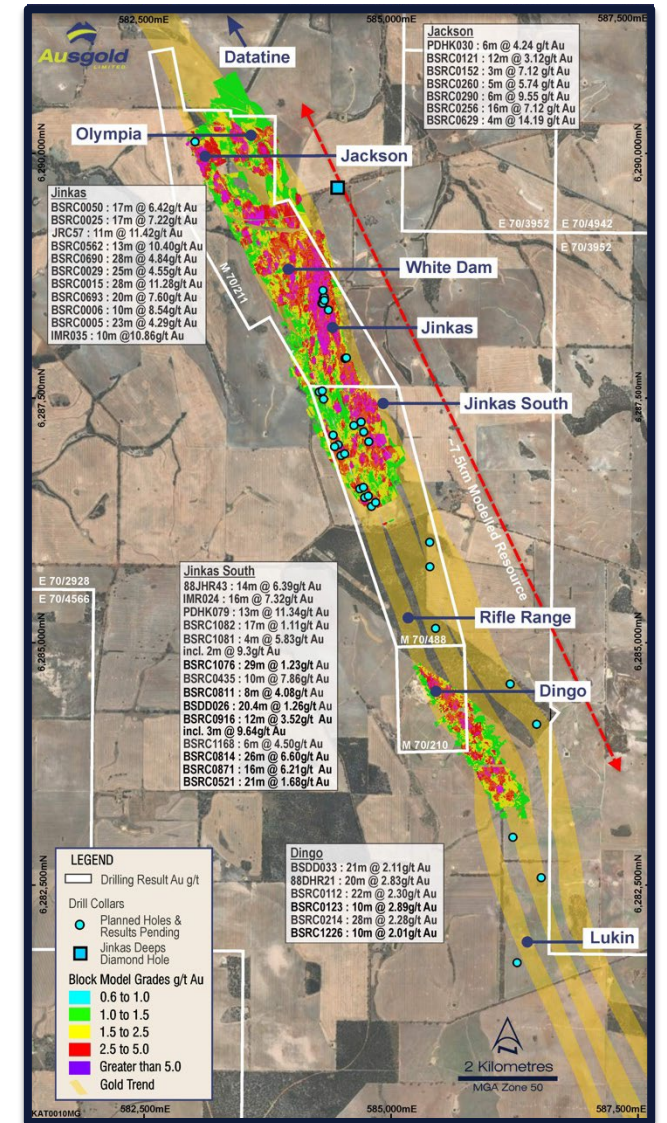 582,500mE
585,000mE
587,500mE
Ausgold
LIMITED
Datatine
Jackson
PDHK030 : 6m @ 4.24 g/t Au
BSRC0121 : 12m @ 3.12g/t Au
BSRC0152 : 3m @ 7.12 g/t Au
BSRC0260 : 5m @ 5.74 g/t Au
BSRC0290 : 6m @ 9.55 g/t Au
BSRC0256 : 16m @ 7.12 g/t Au
BSRC0629 : 4m @ 14.19 g/t Au
Olympia
Jackson
6,290,000mN
6,290,000mN
Jinkas
BSRC0050 : 17m @ 6.42g/t Au
BSRC0025 : 17m @ 7.22g/t Au
JRC57 : 11m @ 11.42g/t Au
BSRC0562 : 13m @ 10.40g/t Au
BSRC0690 : 28m @ 4.84g/t Au
BSRC0029 : 25m @ 4.55g/t Au
BSRC0015 : 28m @ 11.28g/t Au
BSRC0693 : 20m @ 7.60g/t Au
BSRC0006 : 10m @ 8.54g/t Au
BSRC0005 : 23m @ 4.29g/t Au
IMR035 : 10m @10.86g/t Au
E 70/3952
E 70/4942
E 70/3952
M 70/211
White Dam
Jinkas
6,287,500mN
6,287,500mN
Jinkas South
~7.5km Modelled Resource
Jinkas South
88JHR43 : 14m @ 6.39g/t Au
IMR024 : 16m @ 7.32g/t Au
PDHK079 : 13m @ 11.34g/t Au
BSRC1082 : 17m @ 1.11g/t Au
BSRC1081 : 4m @ 5.83g/t Au
incl. 2m @ 9.3g/t Au
BSRC1076 : 29m @ 1.23g/t Au
BSRC0435 : 10m @ 7.86g/t Au
BSRC0811 : 8m @ 4.08g/t Au
BSDD026 : 20.4m @ 1.26g/t Au
BSRC0916 : 12m @ 3.52g/t Au
incl. 3m @ 9.64g/t Au
BSRC1168 : 6m @ 4.50g/t Au
BSRC0814 : 26m @ 6.60g/t Au
BSRC0871 : 16m @ 6.21g/t Au
BSRC0521 : 21m @ 1.68g/t Au
E 70/2928
E 70/4566
Rifle Range
M 70/488
6,285,000mN
6,285,000mN
Dingo
M 70/210
Dingo
BSDD033 : 21m @ 2.11g/t Au
88DHR21 : 20m @ 2.83g/t Au
BSRC0112 : 22m @ 2.30g/t Au
BSRC0123 : 10m @ 2.89g/t Au
BSRC0214 : 28m @ 2.28g/t Au
BSRC1226 : 10m @ 2.01g/t Au
6,282,500mN
6,282,500mN
Lukin
LEGEND
Drilling Result Au g/t
Drill Collars
Planned Holes &
Results Pending
Jinkas Deeps
Diamond Hole
Block Model Grades g/t Au
0.6 to 1.0
1.0 to 1.5
1.5 to 2.5
2.5 to 5.0
Greater than 5.0
Gold Trend
2 Kilometres
MGA Zone 50
KAT0010MG
582,500mE
585,000mE
587,500mE